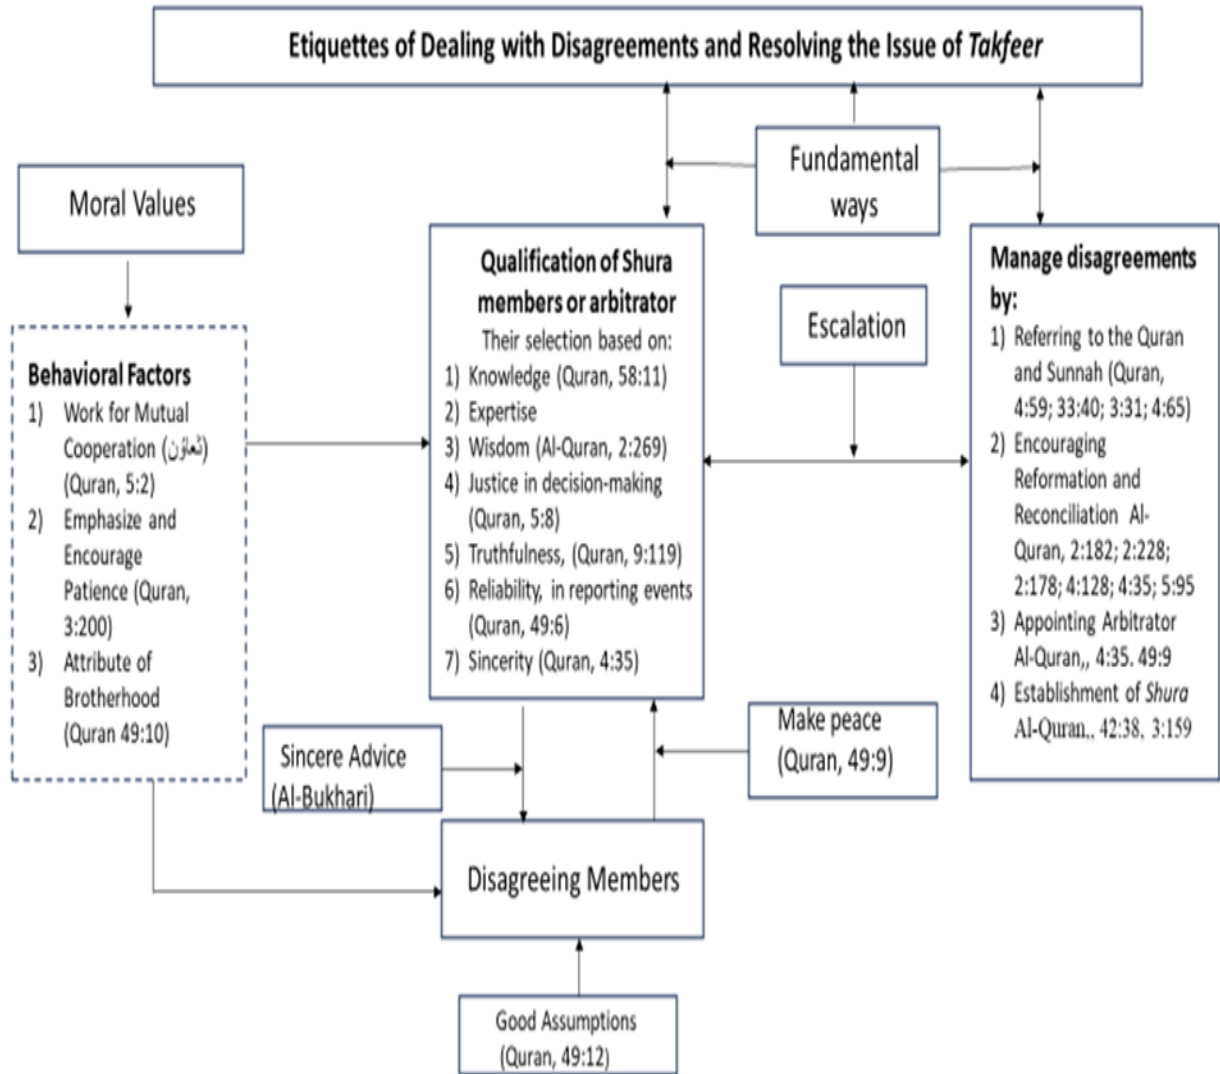 Etiquettes of Dealing with Disagreements and Resolving the Issue of Takfeer
Fundamental
ways
Moral Values
Behavioral Factors
1) Work for Mutual
Cooperation (تَعاوُن)
(Quran, 5:2)
2) Emphasize and
Encourage
Patience (Quran,
3:200)
3) Attribute of
Brotherhood
(Quran 49:10)
Qualification of Shura
members or arbitrator
Their selection based on:
1) Knowledge (Quran, 58:11)
2) Expertise
3) Wisdom (Al-Quran, 2:269)
4) Justice in decision-making
(Quran, 5:8)
5) Truthfulness, (Quran, 9:119)
6) Reliability, in reporting events
(Quran, 49:6)
7) Sincerity (Quran, 4:35)
Escalation
Manage disagreements
by:
1) Referring to the Quran
and Sunnah (Quran,
4:59; 33:40; 3:31; 4:65)
2) Encouraging
Reformation and
Reconciliation Al-
Quran, 2:182; 2:228;
2:178; 4:128; 4:35; 5:95
3) Appointing Arbitrator
Al-Quran,, 4:35. 49:9
4) Establishment of Shura
Al-Quran,, 42:38, 3:159
Sincere Advice
(Al-Bukhari)
Make peace
(Quran, 49:9)
Disagreeing Members
Good Assumptions
(Quran, 49:12)